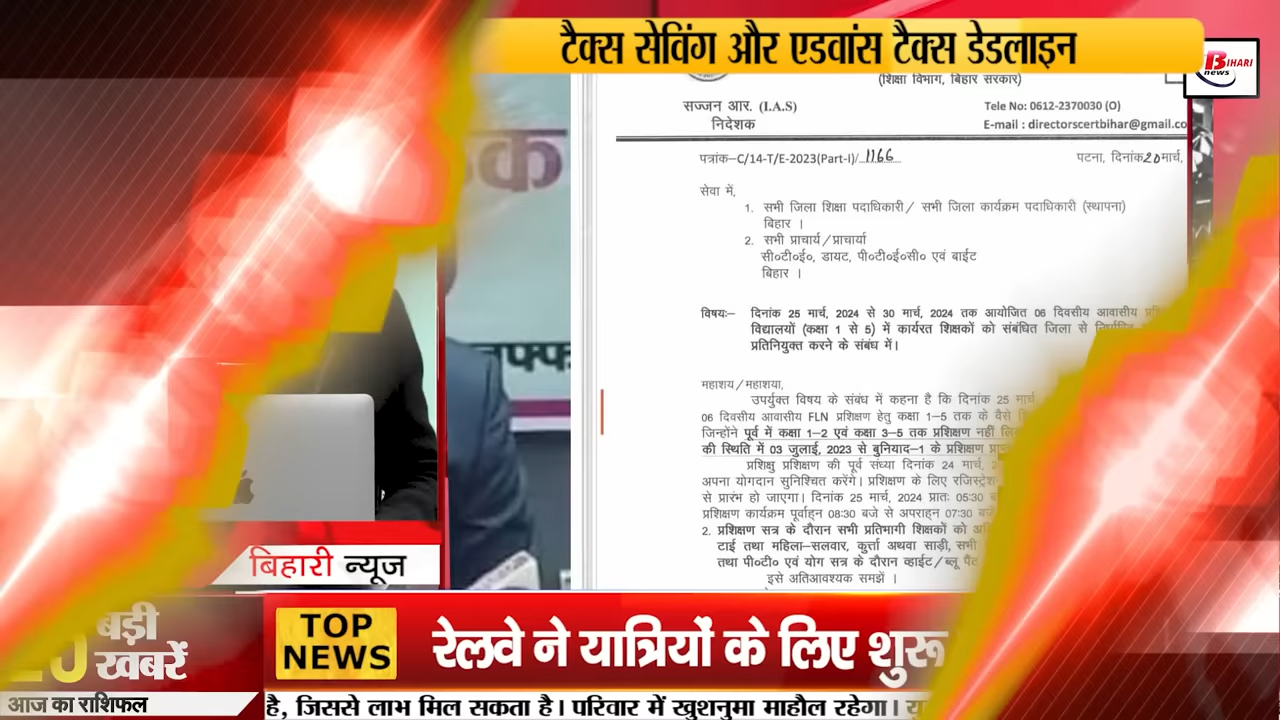 टैक्स सेविंग और एडवांस टैक्स डेडलाइन
BIHARI
news
(शिक्षा विभाग, बिहार सरकार)
सज्जन आर. (I.A.S)
निदेशक
Tele No: 0612-2370030 (O)
E-mail : directorscertbihar@gmail.co
पत्रांक–C/14-T/E-2023(Part-I)/ 1166
पटना, दिनांक 20 मार्च,
सेवा में,
1. सभी जिला शिक्षा पदाधिकारी / सभी जिला कार्यक्रम पदाधिकारी (स्थापना)
बिहार ।
2. सभी प्राचार्य / प्राचार्या
सी०टी०ई०, डायट, पी०टी०ई०सी० एवं बाईट
बिहार ।
विषयः– दिनांक 25 मार्च, 2024 से 30 मार्च, 2024 तक आयोजित 06 दिवसीय आवासीय
विद्यालयों (कक्षा 1 से 5) में कार्यरत शिक्षकों को संबंधित जिला से
प्रतिनियुक्त करने के संबंध में।
महाशय / महाशया,
उपर्युक्त विषय के संबंध में कहना है कि दिनांक 25 मार्च
06 दिवसीय आवासीय FLN प्रशिक्षण हेतु कक्षा 1–5 तक के वैसे
जिन्होंने पूर्व में कक्षा 1–2 एवं कक्षा 3–5 तक प्रशिक्षण नहीं
की स्थिति में 03 जुलाई, 2023 से बुनियाद–1 के प्रशिक्षण
प्रशिक्षु प्रशिक्षण की पूर्व संध्या दिनांक 24 मार्च,
अपना योगदान सुनिश्चित करेंगे। प्रशिक्षण के लिए
से प्रारंभ हो जाएगा। दिनांक 25 मार्च, 2024 प्रातः 05:30
प्रशिक्षण कार्यक्रम पूर्वाहन 08:30 बजे से अपराहन 07:30 बजे
2. प्रशिक्षण सत्र के दौरान सभी प्रतिभागी शिक्षकों को
टाई तथा महिला–सलवार, कुर्ता अथवा साड़ी, सभी
तथा पी०टी० एवं योग सत्र के दौरान व्हाईट / ब्लू पैंट
इसे अतिआवश्यक समझें ।
बिहारी न्यूज
बड़ी
खबरें
TOP
NEWS
रेलवे ने यात्रियों के लिए शुरू
आज का राशिफल
है, जिससे लाभ मिल सकता है। परिवार में खुशनुमा माहौल रहेगा।